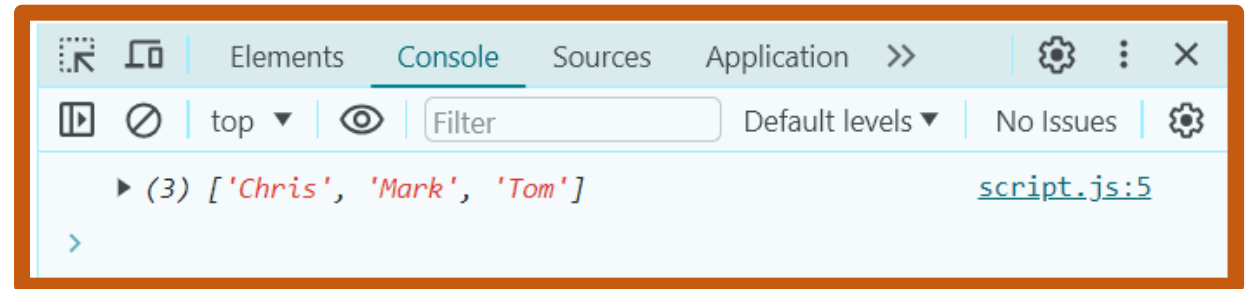 Elements Console Sources Application
top Filter Default levels No Issues
(3) ['Chris', 'Mark', 'Tom'] script.js:5